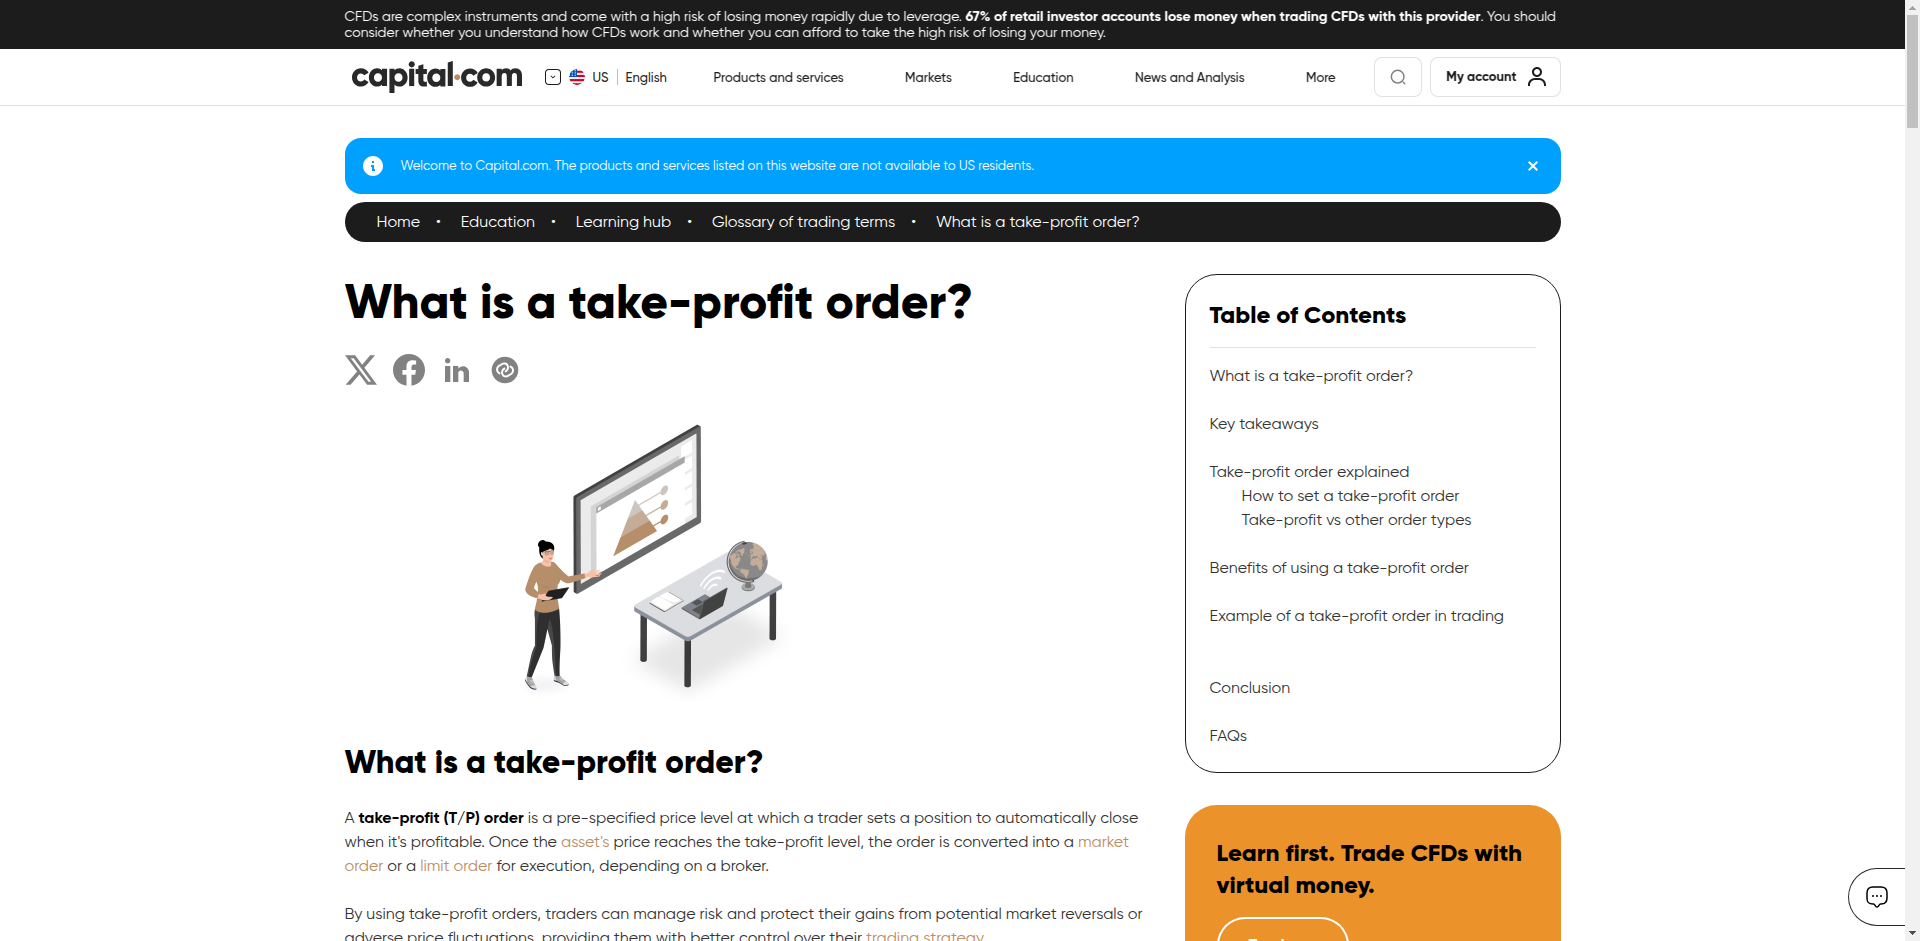 CFDs are complex instruments and come with a high risk of losing money rapidly due to leverage. 67% of retail investor accounts lose money when trading CFDs with this provider. You should
consider whether you understand how CFDs work and whether you can afford to take the high risk of losing your money.
capital.com
US
English
Products and services
Markets
Education
News and Analysis
More
My account
Welcome to Capital.com. The products and services listed on this website are not available to US residents.
Home • Education • Learning hub • Glossary of trading terms • What is a take-profit order?
What is a take-profit order?
What is a take-profit order?
A take-profit (T/P) order is a pre-specified price level at which a trader sets a position to automatically close
when it's profitable. Once the asset's price reaches the take-profit level, the order is converted into a market
order or a limit order for execution, depending on a broker.
By using take-profit orders, traders can manage risk and protect their gains from potential market reversals or
adverse price fluctuations, providing them with better control over their trading strategy.
Table of Contents
What is a take-profit order?
Key takeaways
Take-profit order explained
How to set a take-profit order
Take-profit vs other order types
Benefits of using a take-profit order
Example of a take-profit order in trading
Conclusion
FAQs
Learn first. Trade CFDs with
virtual money.